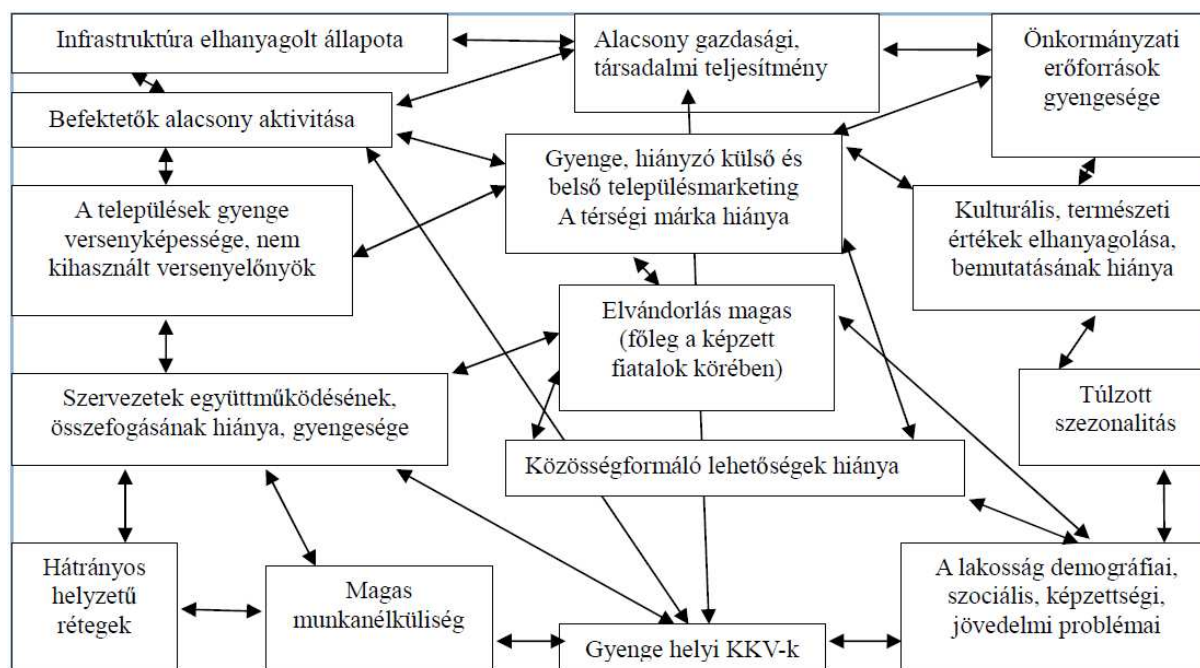 Infrastruktúra elhanyagolt állapota
Alacsony gazdasági,
társadalmi teljesítmény
Önkormányzati
erőforrások
gyengesége
Befektetők alacsony aktivitása
Gyenge, hiányzó külső és
belső településmarketing
A térségi márka hiánya
A települések gyenge
versenyképessége, nem
kihasznált versenyelőnyök
Kulturális, természeti
értékek elhanyagolása,
bemutatásának hiánya
Elvándorlás magas
(főleg a képzett
fiatalok körében)
Szervezetek együttműködésének,
összefogásának hiánya, gyengesége
Túlzott
szezonalitás
Közösségformáló lehetőségek hiánya
Hátrányos
helyzetű
rétegek
Magas
munkanélküliség
Gyenge helyi KKV-k
A lakosság demográfiai,
szociális, képzettségi,
jövedelmi problémai